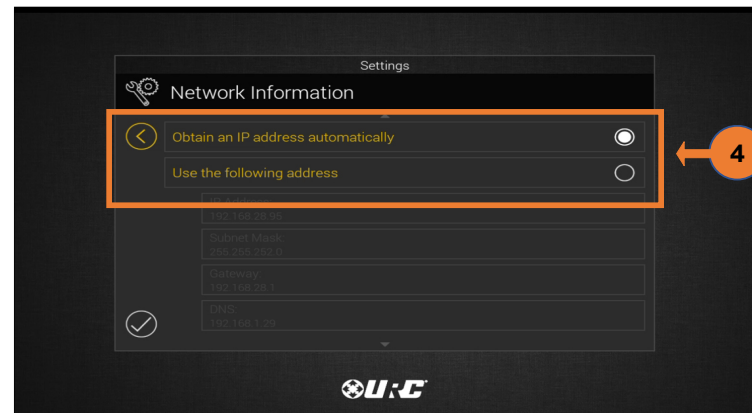 Settings
Network Information
Obtain an IP address automatically
Use the following address
4
IP Address:
192.168.28.95
Subnet Mask:
255.255.252.0
Gateway:
192.168.28.1
DNS:
192.168.1.29
URC